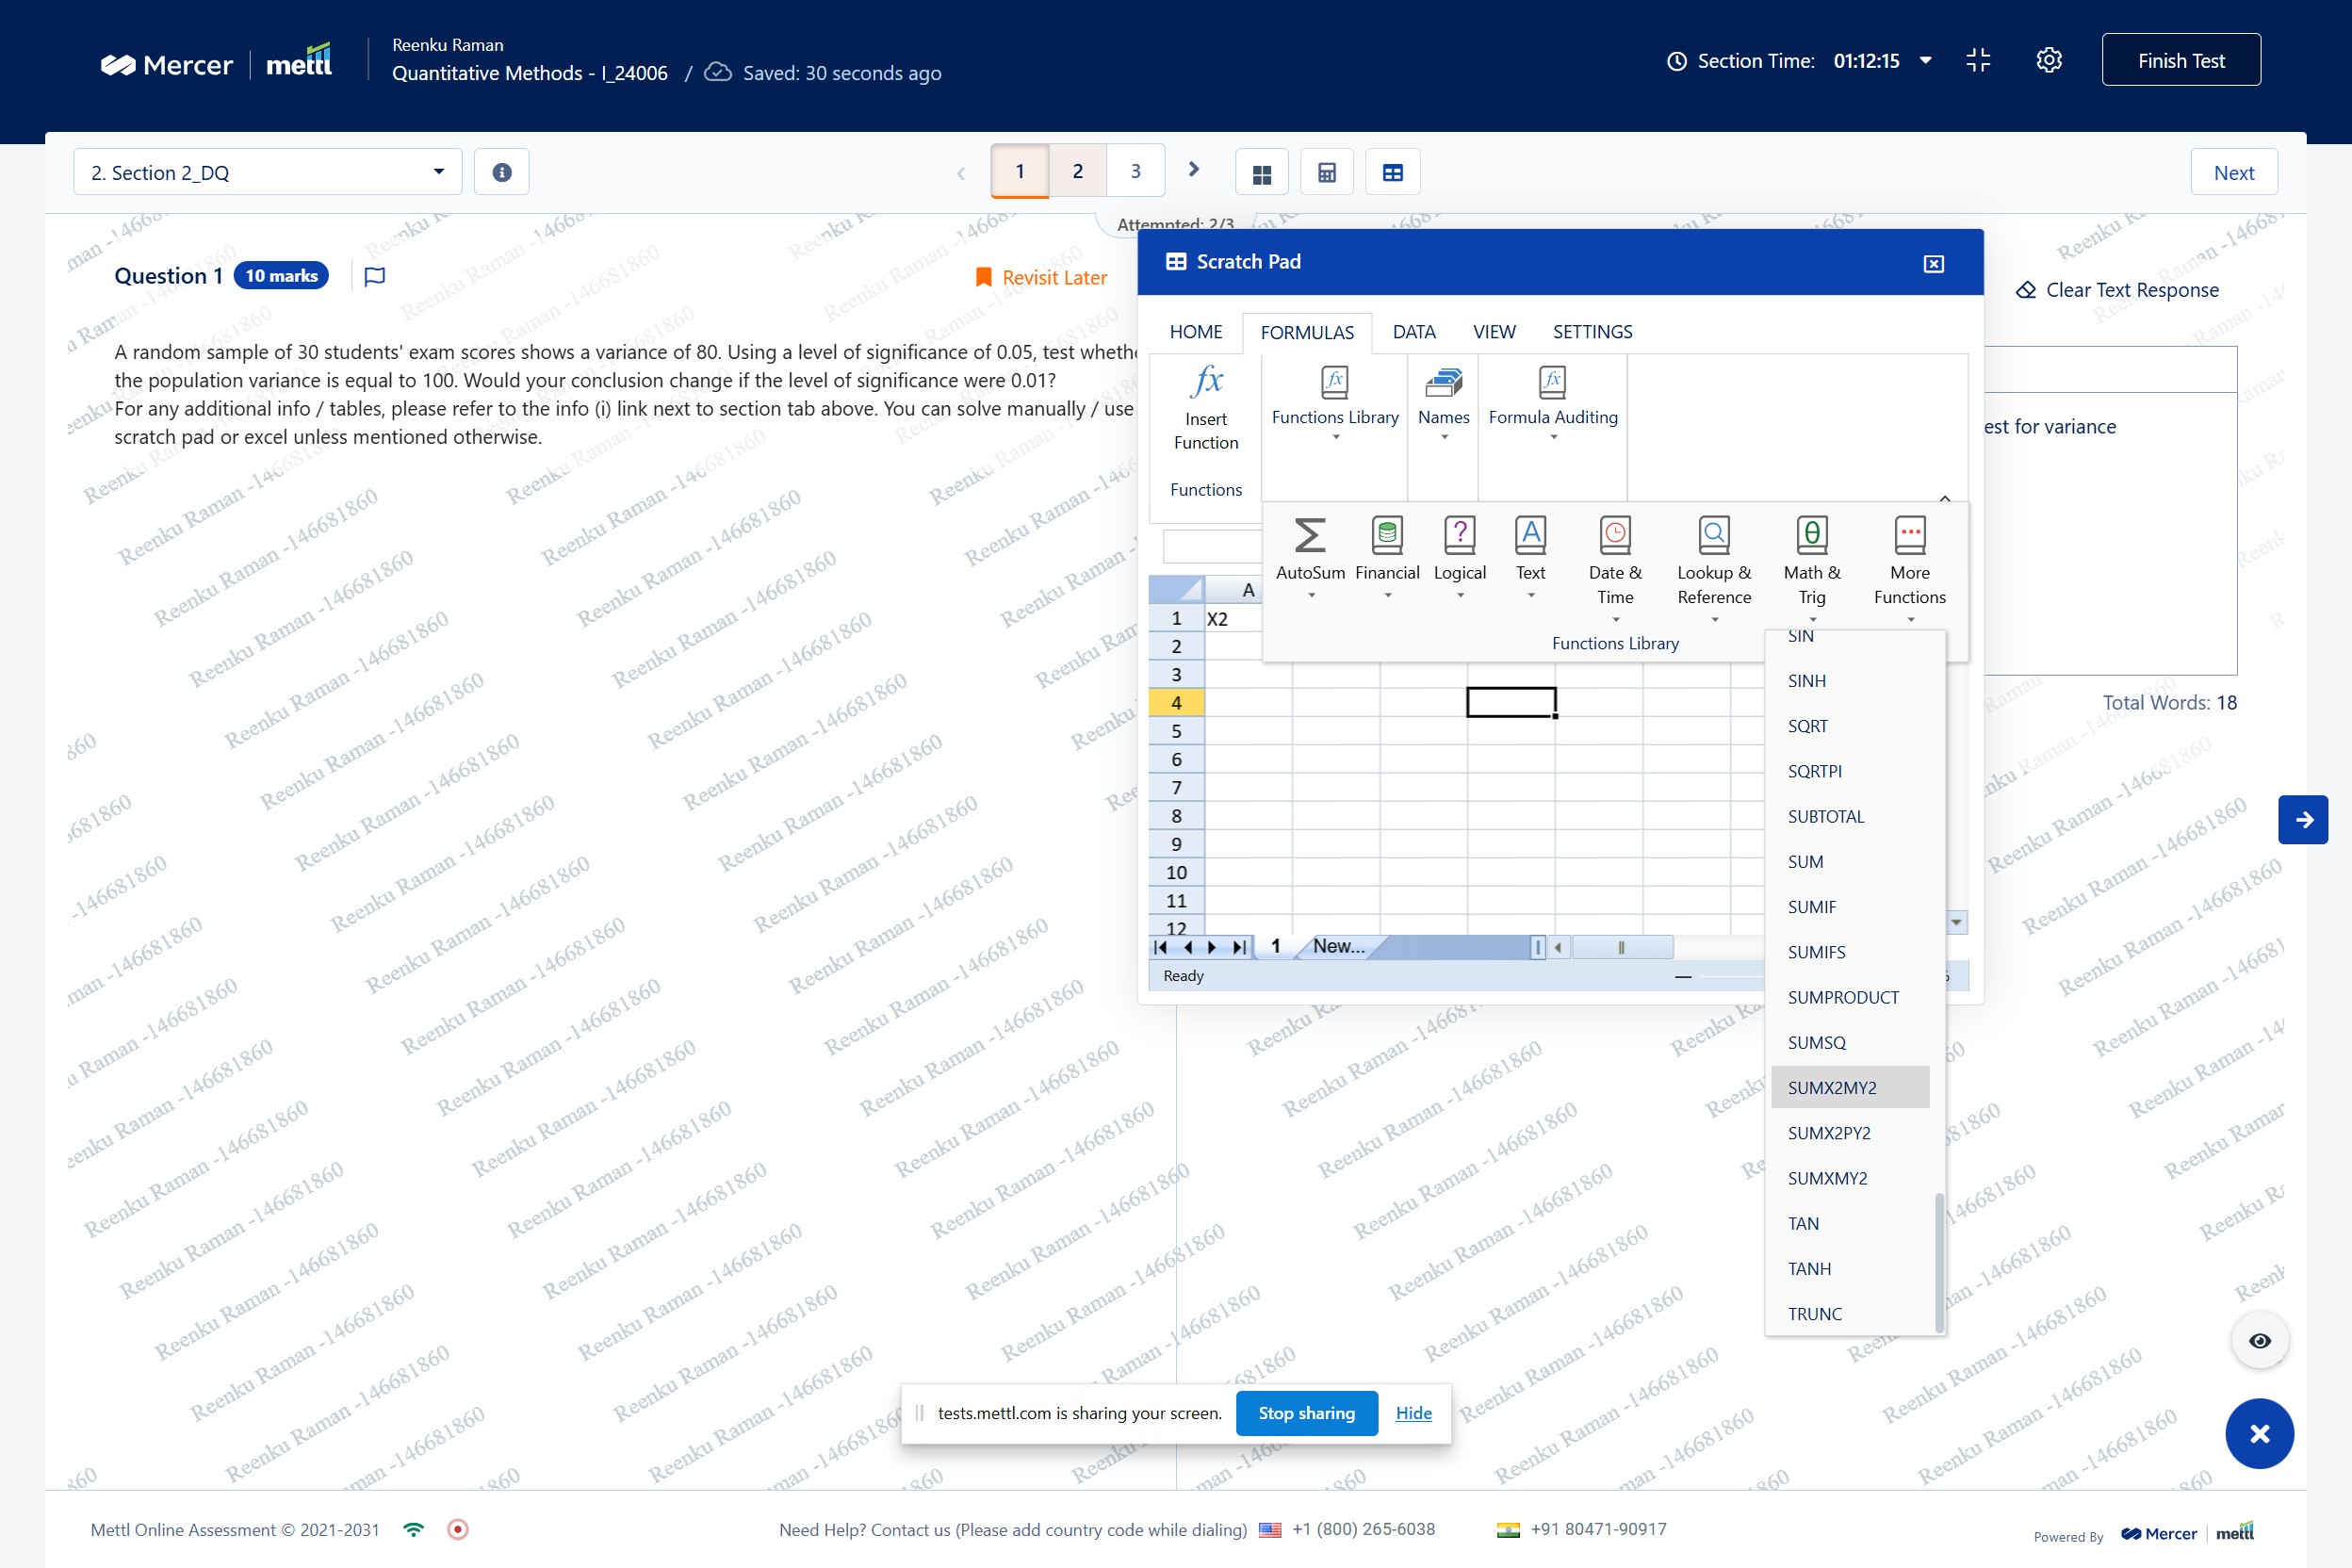 Mercer | mettl
Reenku Raman
Quantitative Methods - I_24006 / Saved: 30 seconds ago
Section Time: 01:12:15
Finish Test
2. Section 2_DQ
1 2 3
Next
Attempted: 2/3
Question 1 10 marks
Revisit Later
A random sample of 30 students' exam scores shows a variance of 80. Using a level of significance of 0.05, test
the population variance is equal to 100. Would your conclusion change if the level of significance were 0.01?
For any additional info / tables, please refer to the info (i) link next to section tab above. You can solve manually / use
scratch pad or excel unless mentioned otherwise.
Scratch Pad
HOME FORMULAS DATA VIEW SETTINGS
Insert Function
Functions
Functions Library
Names
Formula Auditing
AutoSum
Financial
Logical
Text
Date & Time
Lookup & Reference
Math & Trig
More Functions
Functions Library
A
1 X2
2
3
4
5
6
7
8
9
10
11
12
SIN
SINH
SQRT
SQRTPI
SUBTOTAL
SUM
SUMIF
SUMIFS
SUMPRODUCT
SUMSQ
SUMX2MY2
SUMX2PY2
SUMXMY2
TAN
TANH
TRUNC
1 New...
Ready
Clear Text Response
for variance
Total Words: 18
Reenku Raman -146681860
tests.mettl.com is sharing your screen.
Stop sharing
Hide
Mettl Online Assessment © 2021-2031
Need Help? Contact us (Please add country code while dialing) +1 (800) 265-6038 +91 80471-90917
Powered By Mercer | mettl